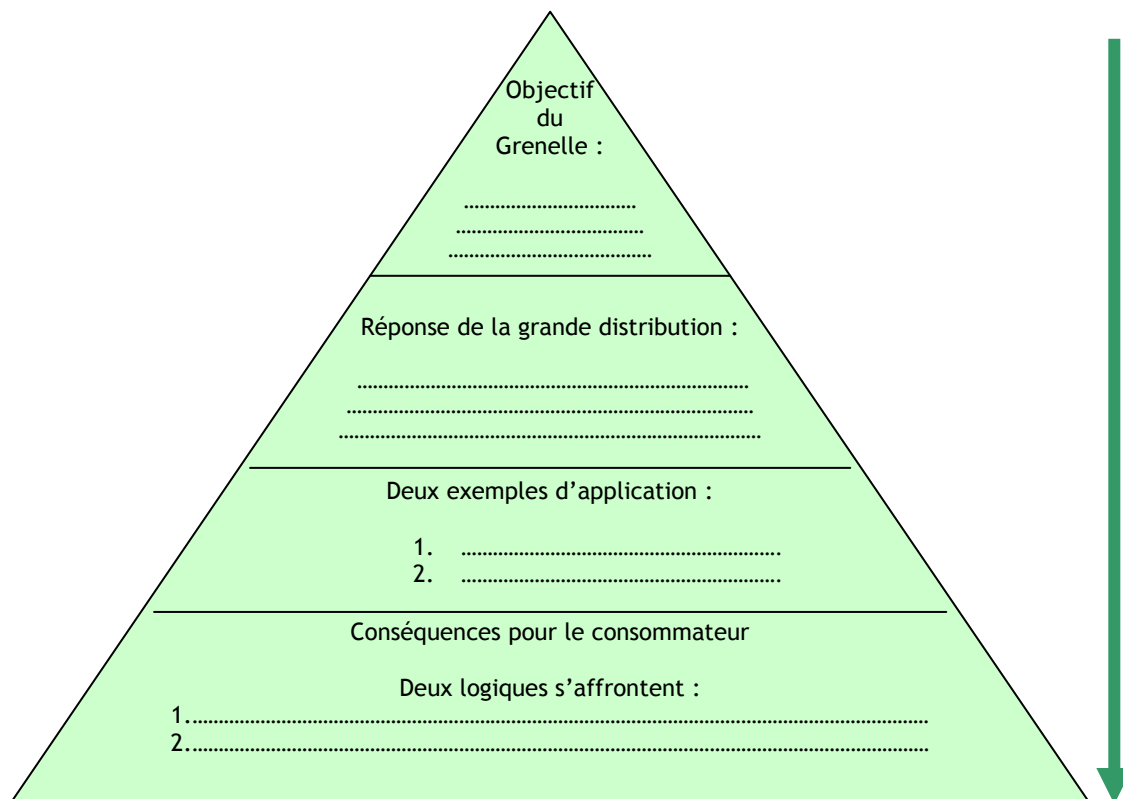 Objectif
du
Grenelle :
……………………………
………………………………
…………………………………
Réponse de la grande distribution :
…………………………………………………………………
……………………………………………………………………
………………………………………………………………………
Deux exemples d’application :
1. …………………………………………………….
2. …………………………………………………….
Conséquences pour le consommateur
Deux logiques s’affrontent :
1.……………………………………………………………………………………………………………………………
2.……………………………………………………………………………………………………………………………